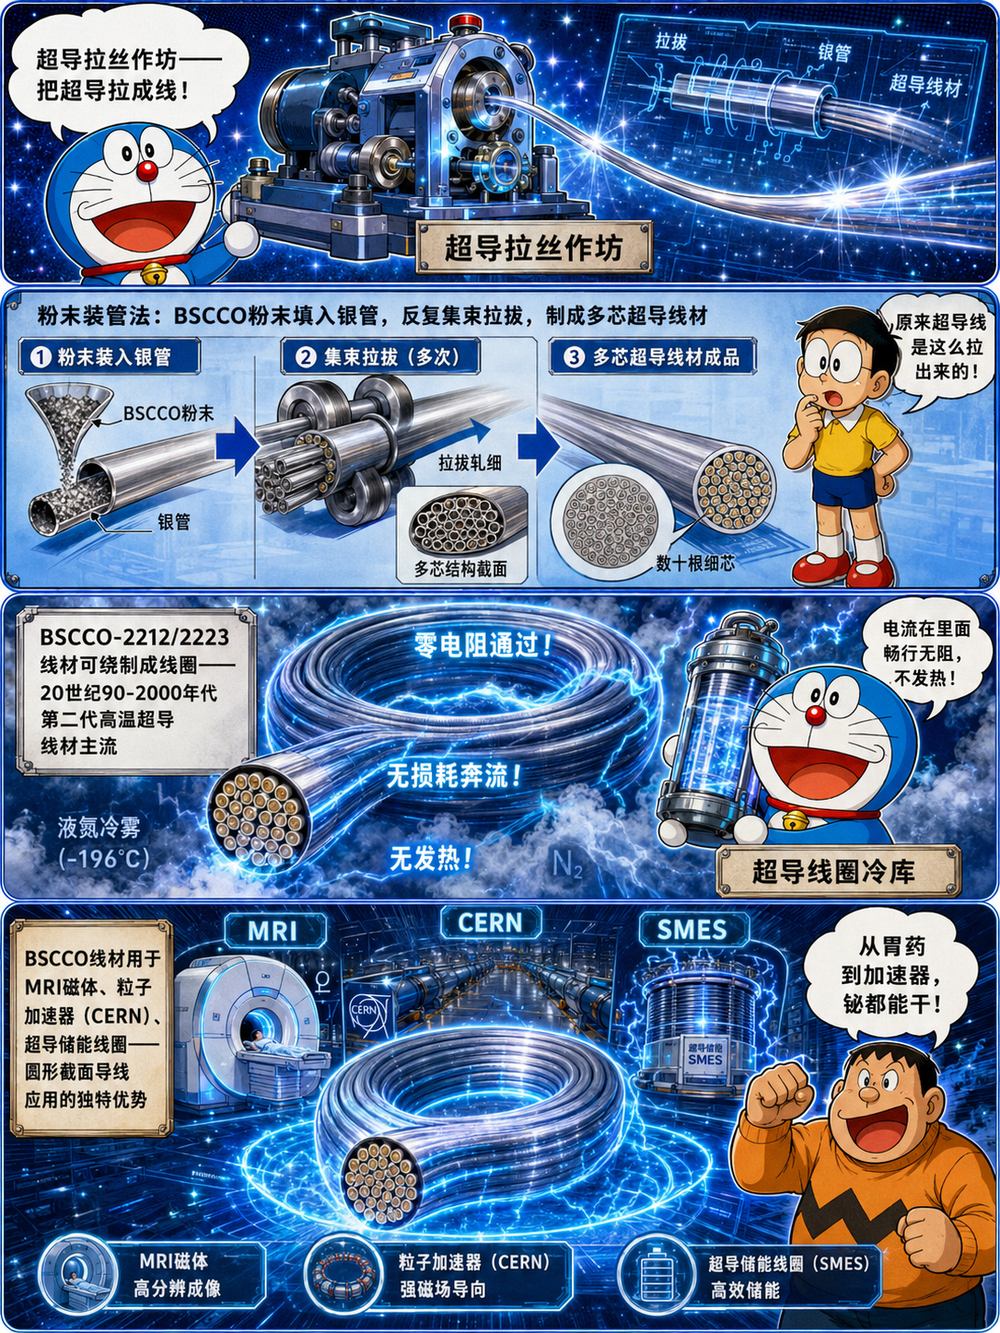 超导拉丝作坊——
把超导拉成线！
拉拔
银管
超导线材
超导拉丝作坊
粉末装管法：BSCCO粉末填入银管，反复集束拉拔，制成多芯超导线材
1 粉末装入银管
2 集束拉拔（多次）
3 多芯超导线材成品
BSCCO粉末
银管
拉拔轧细
多芯结构截面
数十根细芯
原来超导线
是这么拉
出来的！
BSCCO-2212/2223
线材可绕制成线圈——
20世纪90-2000年代
第二代高温超导
线材主流
零电阻通过！
无损耗奔流！
无发热！
液氮冷雾
(-196℃)
N₂
电流在里面
畅行无阻，
不发热！
超导线圈冷库
BSCCO线材用于
MRI磁体、粒子
加速器（CERN）、
超导储能线圈——
圆形截面导线
应用的独特优势
MRI
CERN
SMES
CERN
超导储能
SMES
从胃药
到加速器，
铋都能干！
MRI磁体
高分辨成像
粒子加速器（CERN）
强磁场导向
超导储能线圈（SMES）
高效储能